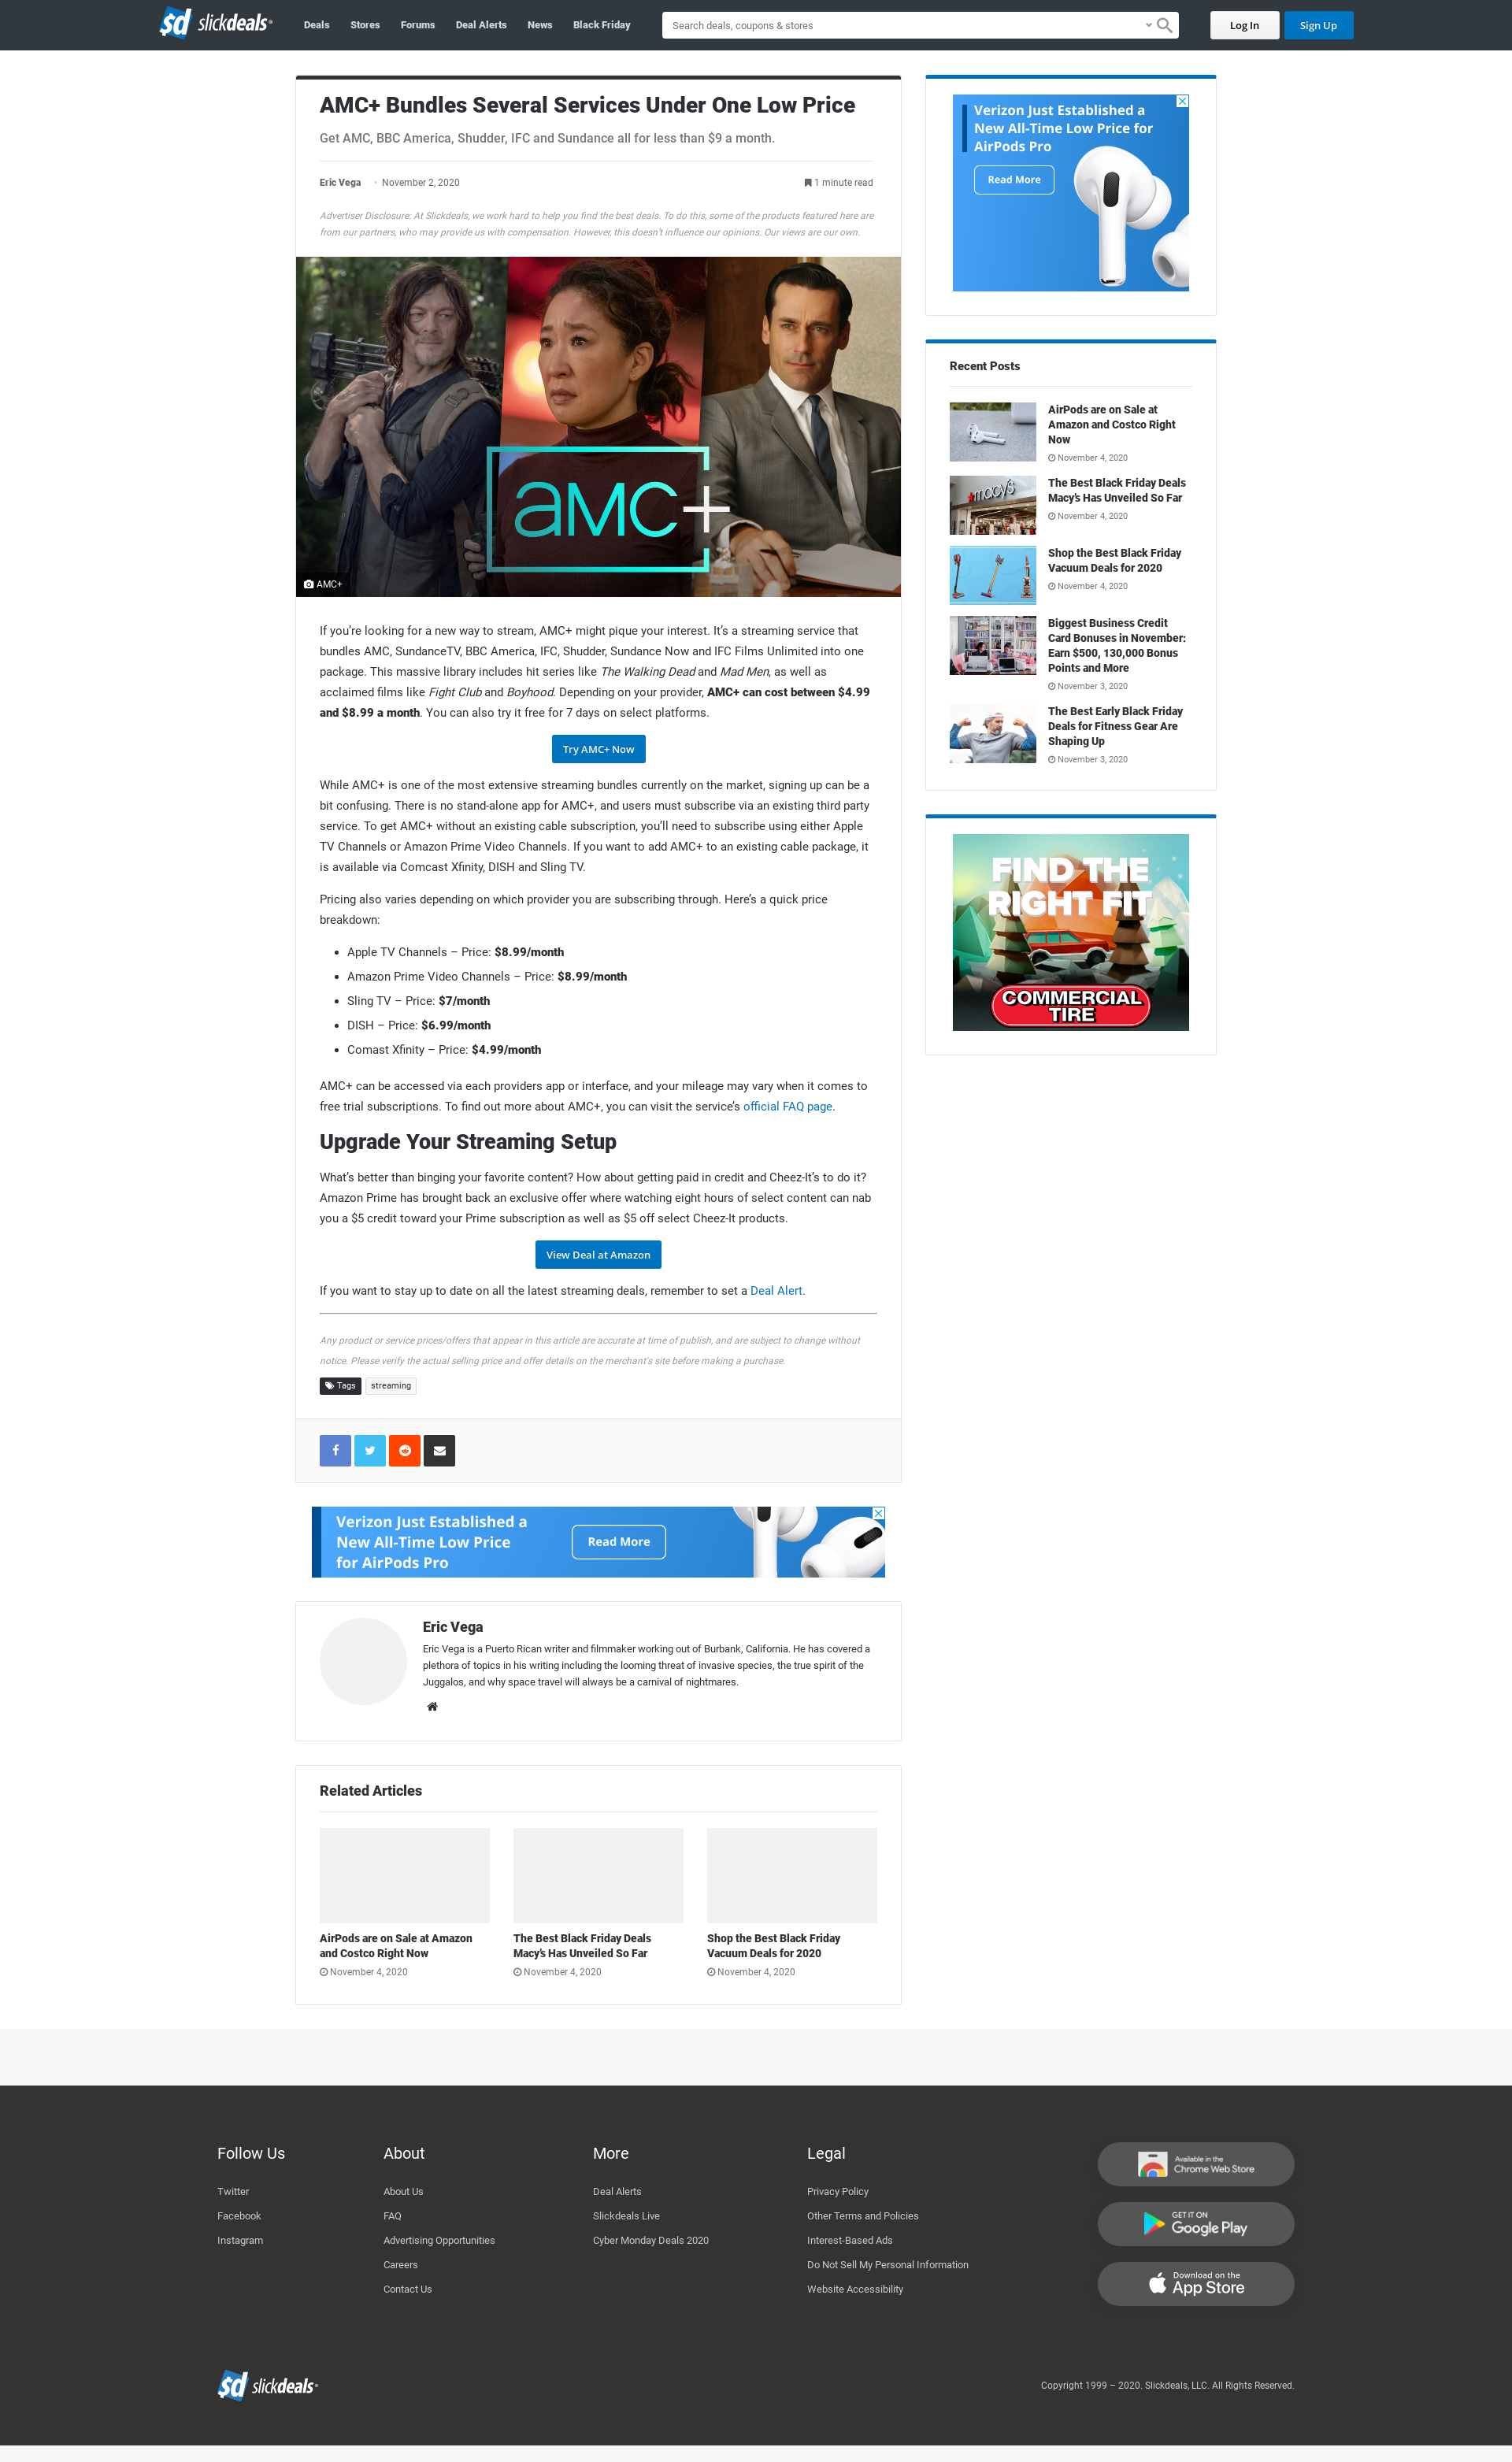 sd slickdeals
Deals Stores Forums Deal Alerts News Black Friday
Search deals, coupons & stores
Log In Sign Up
AMC+ Bundles Several Services Under One Low Price
Get AMC, BBC America, Shudder, IFC and Sundance all for less than $9 a month.
Eric Vega · November 2, 2020
1 minute read
Advertiser Disclosure: At Slickdeals, we work hard to help you find the best deals. To do this, some of the products featured here are
from our partners, who may provide us with compensation. However, this doesn't influence our opinions. Our views are our own.
aMC+
AMC+
If you're looking for a new way to stream, AMC+ might pique your interest. It's a streaming service that
bundles AMC, SundanceTV, BBC America, IFC, Shudder, Sundance Now and IFC Films Unlimited into one
package. This massive library includes hit series like The Walking Dead and Mad Men, as well as
acclaimed films like Fight Club and Boyhood. Depending on your provider, AMC+ can cost between $4.99
and $8.99 a month. You can also try it free for 7 days on select platforms.
Try AMC+ Now
While AMC+ is one of the most extensive streaming bundles currently on the market, signing up can be a
bit confusing. There is no stand-alone app for AMC+, and users must subscribe via an existing third party
service. To get AMC+ without an existing cable subscription, you'll need to subscribe using either Apple
TV Channels or Amazon Prime Video Channels. If you want to add AMC+ to an existing cable package, it
is available via Comcast Xfinity, DISH and Sling TV.
Pricing also varies depending on which provider you are subscribing through. Here's a quick price
breakdown:
• Apple TV Channels – Price: $8.99/month
• Amazon Prime Video Channels – Price: $8.99/month
• Sling TV – Price: $7/month
• DISH – Price: $6.99/month
• Comast Xfinity – Price: $4.99/month
AMC+ can be accessed via each providers app or interface, and your mileage may vary when it comes to
free trial subscriptions. To find out more about AMC+, you can visit the service's official FAQ page.
Upgrade Your Streaming Setup
What's better than binging your favorite content? How about getting paid in credit and Cheez-It's to do it?
Amazon Prime has brought back an exclusive offer where watching eight hours of select content can nab
you a $5 credit toward your Prime subscription as well as $5 off select Cheez-It products.
View Deal at Amazon
If you want to stay up to date on all the latest streaming deals, remember to set a Deal Alert.
Any product or service prices/offers that appear in this article are accurate at time of publish, and are subject to change without
notice. Please verify the actual selling price and offer details on the merchant's site before making a purchase.
Tags streaming
Verizon Just Established a
New All-Time Low Price
for AirPods Pro
Read More
Eric Vega
Eric Vega is a Puerto Rican writer and filmmaker working out of Burbank, California. He has covered a
plethora of topics in his writing including the looming threat of invasive species, the true spirit of the
Juggalos, and why space travel will always be a carnival of nightmares.
Related Articles
AirPods are on Sale at Amazon
and Costco Right Now
November 4, 2020
The Best Black Friday Deals
Macy's Has Unveiled So Far
November 4, 2020
Shop the Best Black Friday
Vacuum Deals for 2020
November 4, 2020
Verizon Just Established a
New All-Time Low Price for
AirPods Pro
Read More
Recent Posts
AirPods are on Sale at
Amazon and Costco Right
Now
November 4, 2020
macy's
The Best Black Friday Deals
Macy's Has Unveiled So Far
November 4, 2020
Shop the Best Black Friday
Vacuum Deals for 2020
November 4, 2020
Biggest Business Credit
Card Bonuses in November:
Earn $500, 130,000 Bonus
Points and More
November 3, 2020
The Best Early Black Friday
Deals for Fitness Gear Are
Shaping Up
November 3, 2020
FIND THE
RIGHT FIT
COMMERCIAL
TIRE
Follow Us
Twitter
Facebook
Instagram
About
About Us
FAQ
Advertising Opportunities
Careers
Contact Us
More
Deal Alerts
Slickdeals Live
Cyber Monday Deals 2020
Legal
Privacy Policy
Other Terms and Policies
Interest-Based Ads
Do Not Sell My Personal Information
Website Accessibility
Available in the
Chrome Web Store
GET IT ON
Google Play
Download on the
App Store
sd slickdeals
Copyright 1999 – 2020. Slickdeals, LLC. All Rights Reserved.